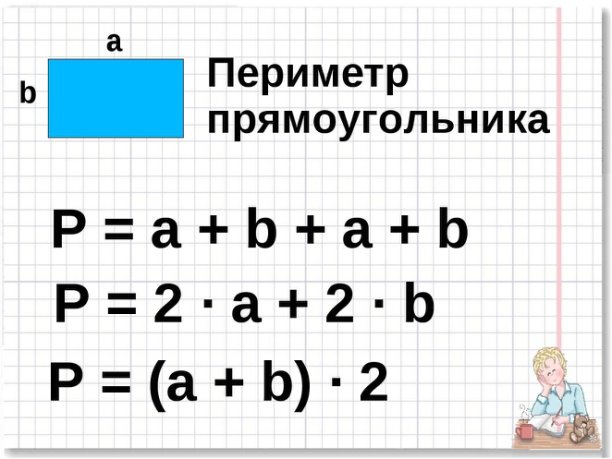 a
b
Периметр
прямоугольника
P = a + b + a + b
P = 2 · a + 2 · b
P = (a + b) · 2